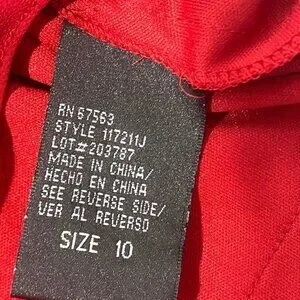 RN 67563
STYLE 117211J
LOT#203787
MADE IN CHINA/
HECHO EN CHINA
SEE REVERSE SIDE/
VER AL REVERSO
SIZE 10